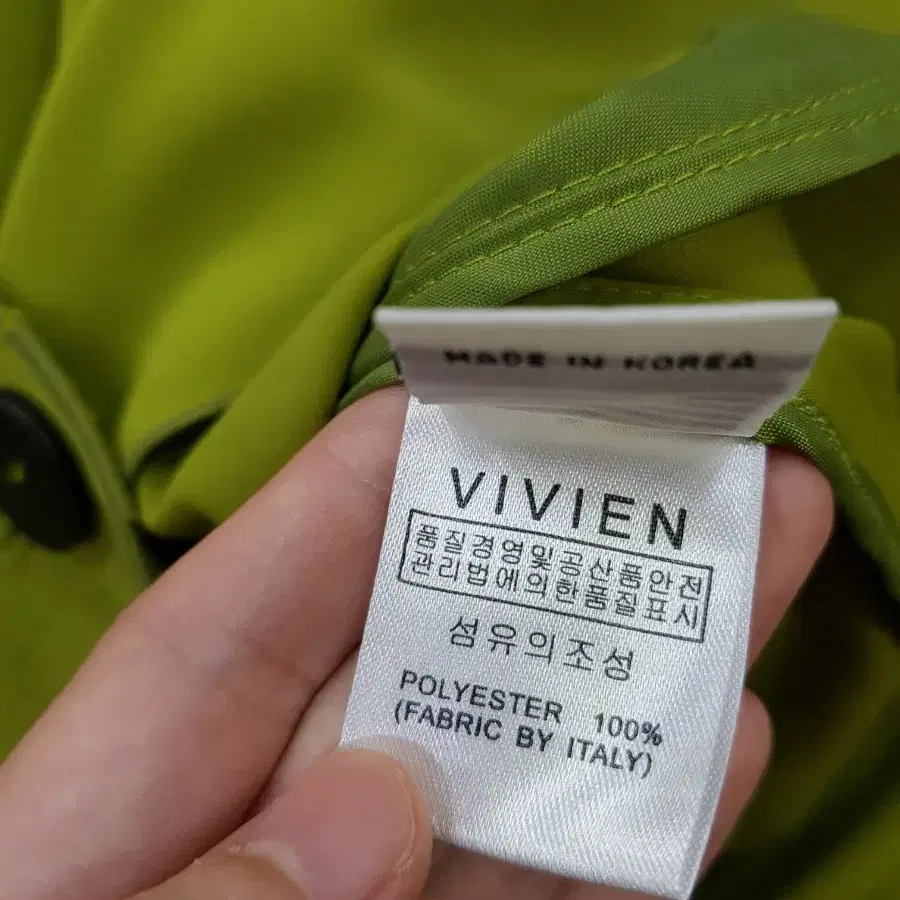 MADE IN KOREA
VIVIEN
품질경영및공산품안전
관리법에의한품질표시
섬유의조성
POLYESTER 100%
(FABRIC BY ITALY)